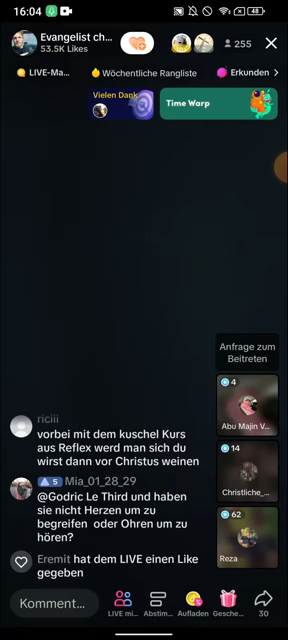 16:04
48
Evangelist ch...
53.5K Likes
255
LIVE-Ma...
Wöchentliche Rangliste
Erkunden
Vielen Dank
Time Warp
Anfrage zum
Beitreten
4
Abu Majin V...
14
Christliche_...
62
Reza
riciii
vorbei mit dem kuschel Kurs
aus Reflex werd man sich du
wirst dann vor Christus weinen
5 Mia_01_28_29
@Godric Le Third und haben
sie nicht Herzen um zu
begreifen oder Ohren um zu
hören?
Eremit hat dem LIVE einen Like
gegeben
Komment...
LIVE mi...
Abstim...
Aufladen
Gesche...
30